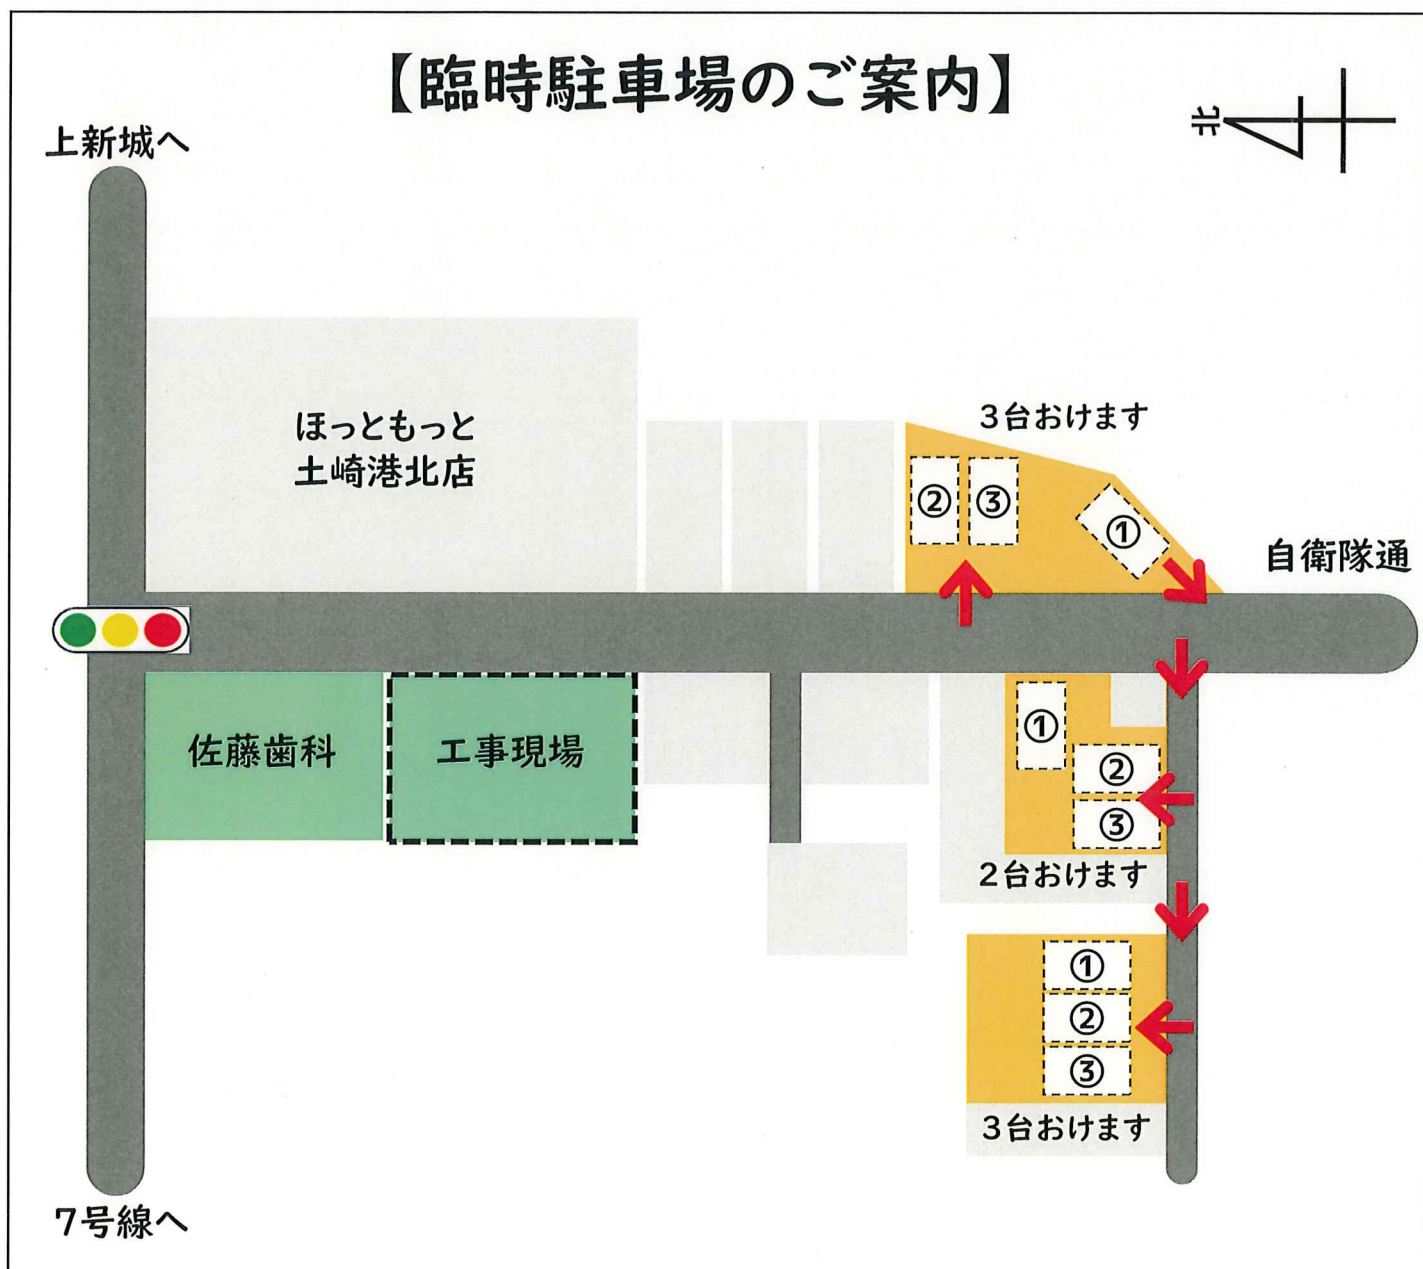 【臨時駐車場のご案内】
北
上新城へ
ほっともっと
土崎港北店
3台おけます
②
③
①
自衛隊通
佐藤歯科
工事現場
①
②
③
2台おけます
①
②
③
3台おけます
7号線へ